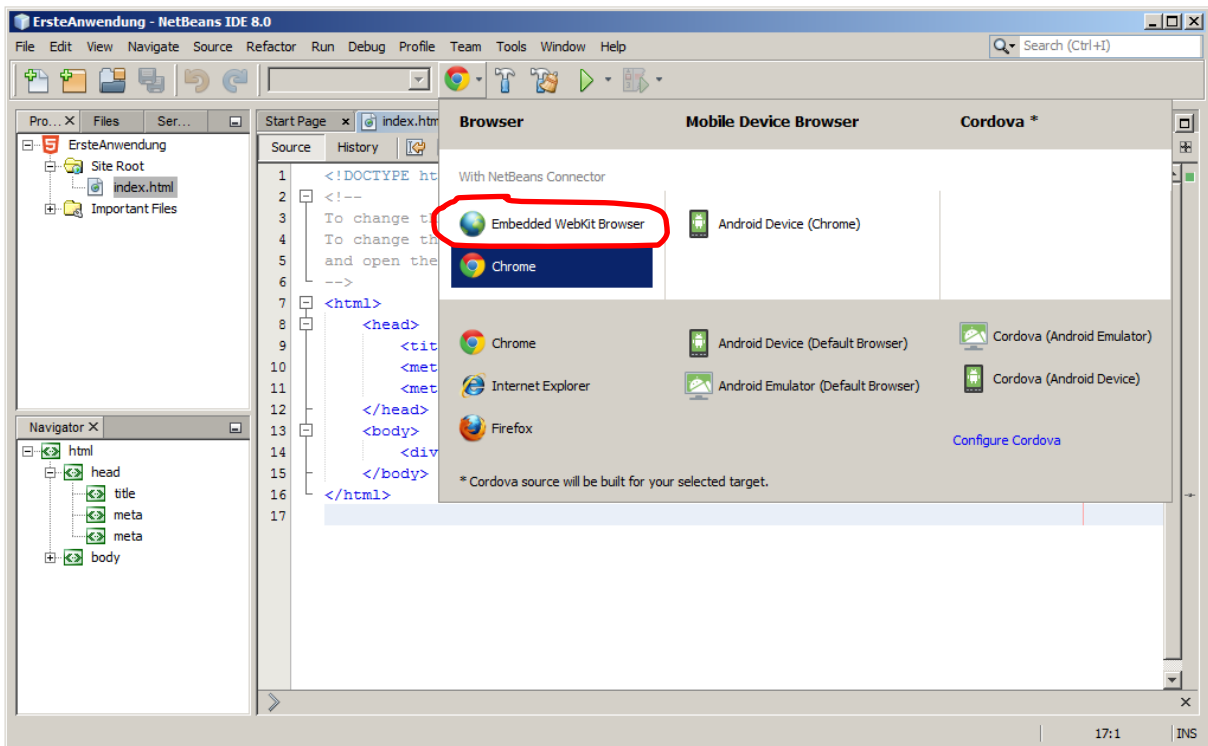 ErsteAnwendung - NetBeans IDE 8.0
File Edit View Navigate Source Refactor Run Debug Profile Team Tools Window Help
Search (Ctrl+I)
Pro... Files Ser...
ErsteAnwendung
Site Root
index.html
Important Files
Navigator
html
head
title
meta
meta
body
Start Page index.htm
Source History
1 <!DOCTYPE ht
2 <!--
3 To change th
4 To change th
5 and open the
6 -->
7 <html>
8 <head>
9 <tit
10 <met
11 <met
12 </head>
13 <body>
14 <div
15 </body>
16 </html>
17
Browser Mobile Device Browser Cordova *
With NetBeans Connector
Embedded WebKit Browser Android Device (Chrome)
Chrome
Chrome Android Device (Default Browser) Cordova (Android Emulator)
Internet Explorer Android Emulator (Default Browser) Cordova (Android Device)
Firefox
Configure Cordova
* Cordova source will be built for your selected target.
17:1 INS